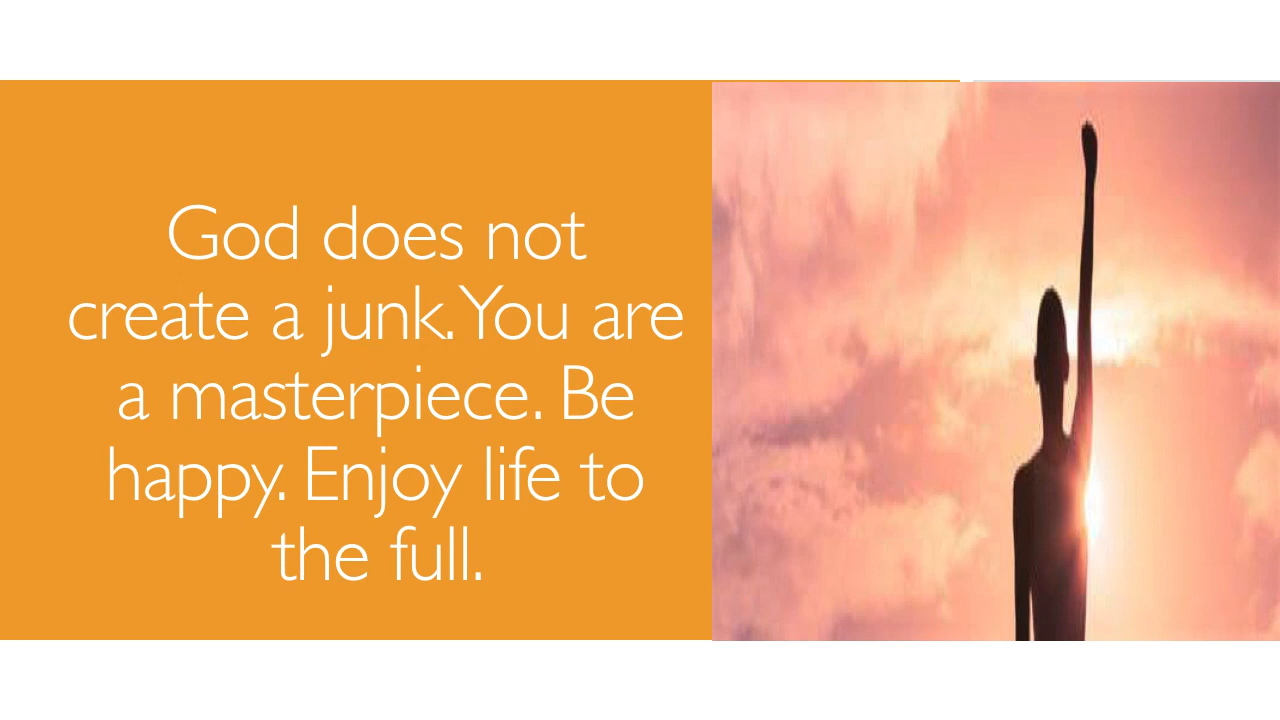 God does not
create a junk. You are
a masterpiece. Be
happy. Enjoy life to
the full.